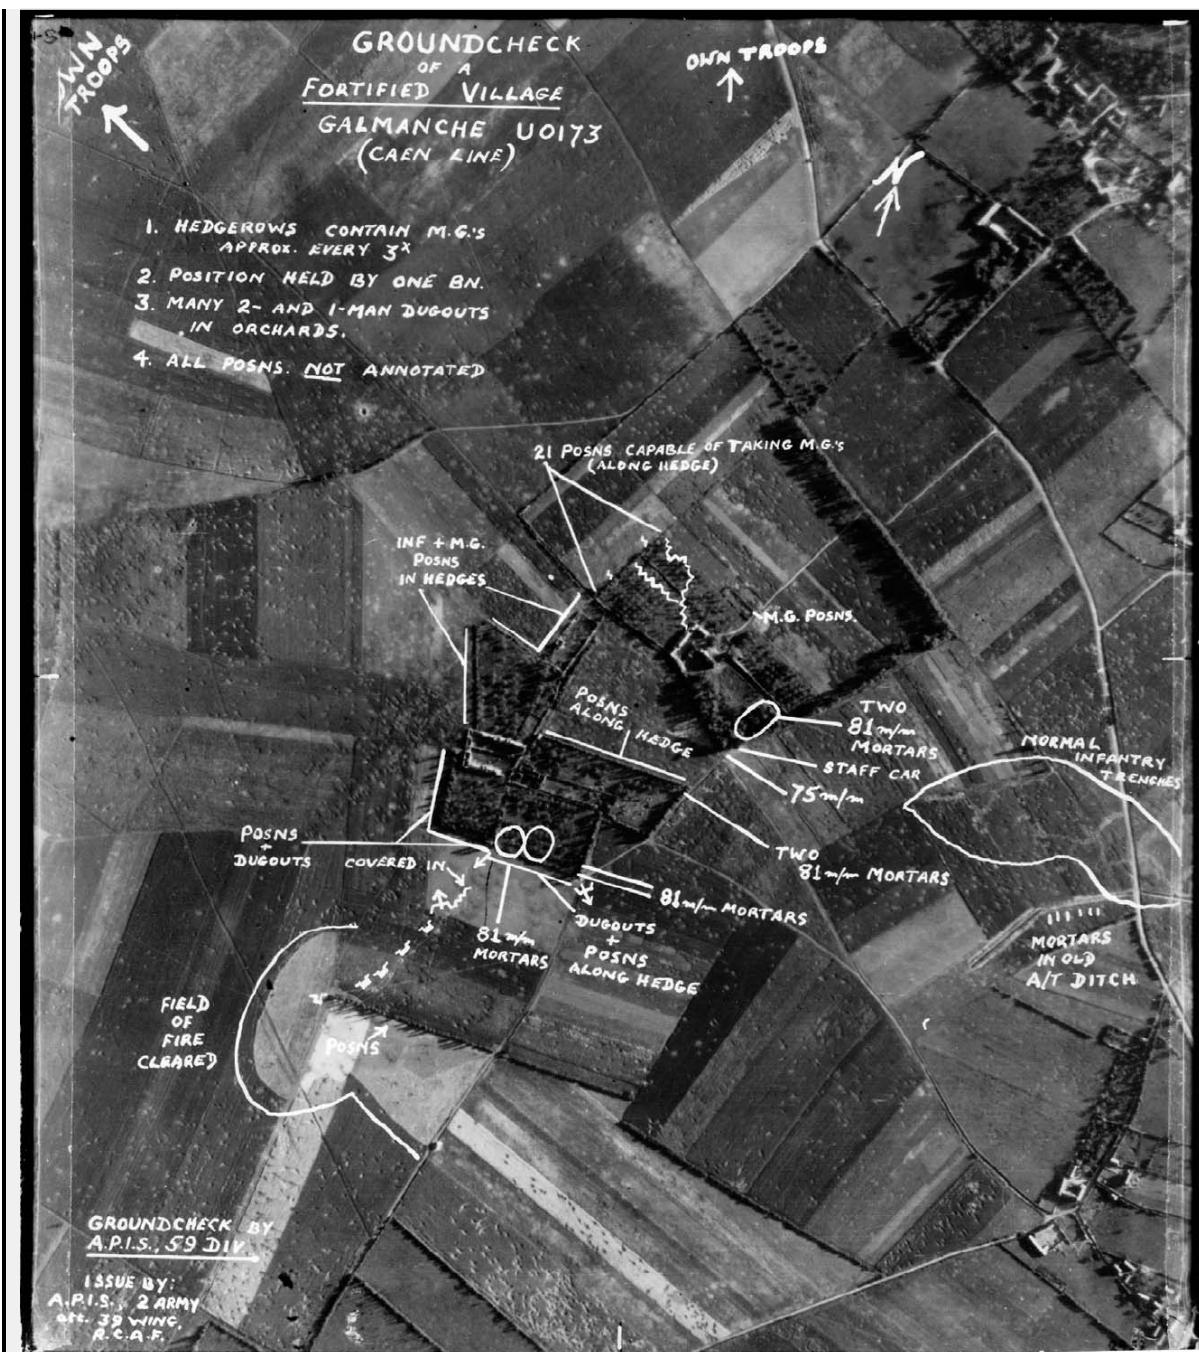 OWN
TROOPS
GROUNDCHECK
OF A
FORTIFIED VILLAGE
GALMANCHE U0173
(CAEN LINE)
OWN TROOPS
N
1. HEDGEROWS CONTAIN M.G.'s
APPROX. EVERY 3x
2. POSITION HELD BY ONE BN.
3. MANY 2- AND 1-MAN DUGOUTS
IN ORCHARDS.
4. ALL POSNS. NOT ANNOTATED
21 POSNS CAPABLE OF TAKING M.G.'s
(ALONG HEDGE)
INF + M.G.
POSNS
IN HEDGES
M.G. POSNS.
POSNS
ALONG HEDGE
TWO
81 m/m
MORTARS
STAFF CAR
75 m/m
NORMAL
INFANTRY
TRENCHES
POSNS
+
DUGOUTS
COVERED IN
TWO
81 m/m MORTARS
81 m/m MORTARS
81 m/m
MORTARS
DUGOUTS
+
POSNS
ALONG HEDGE
MORTARS
IN OLD
A/T DITCH
FIELD
OF
FIRE
CLEARED
POSNS
GROUNDCHECK BY
A.P.I.S., 59 DIV
ISSUE BY:
A.P.I.S., 2 ARMY
att. 39 WING,
R.C.A.F.